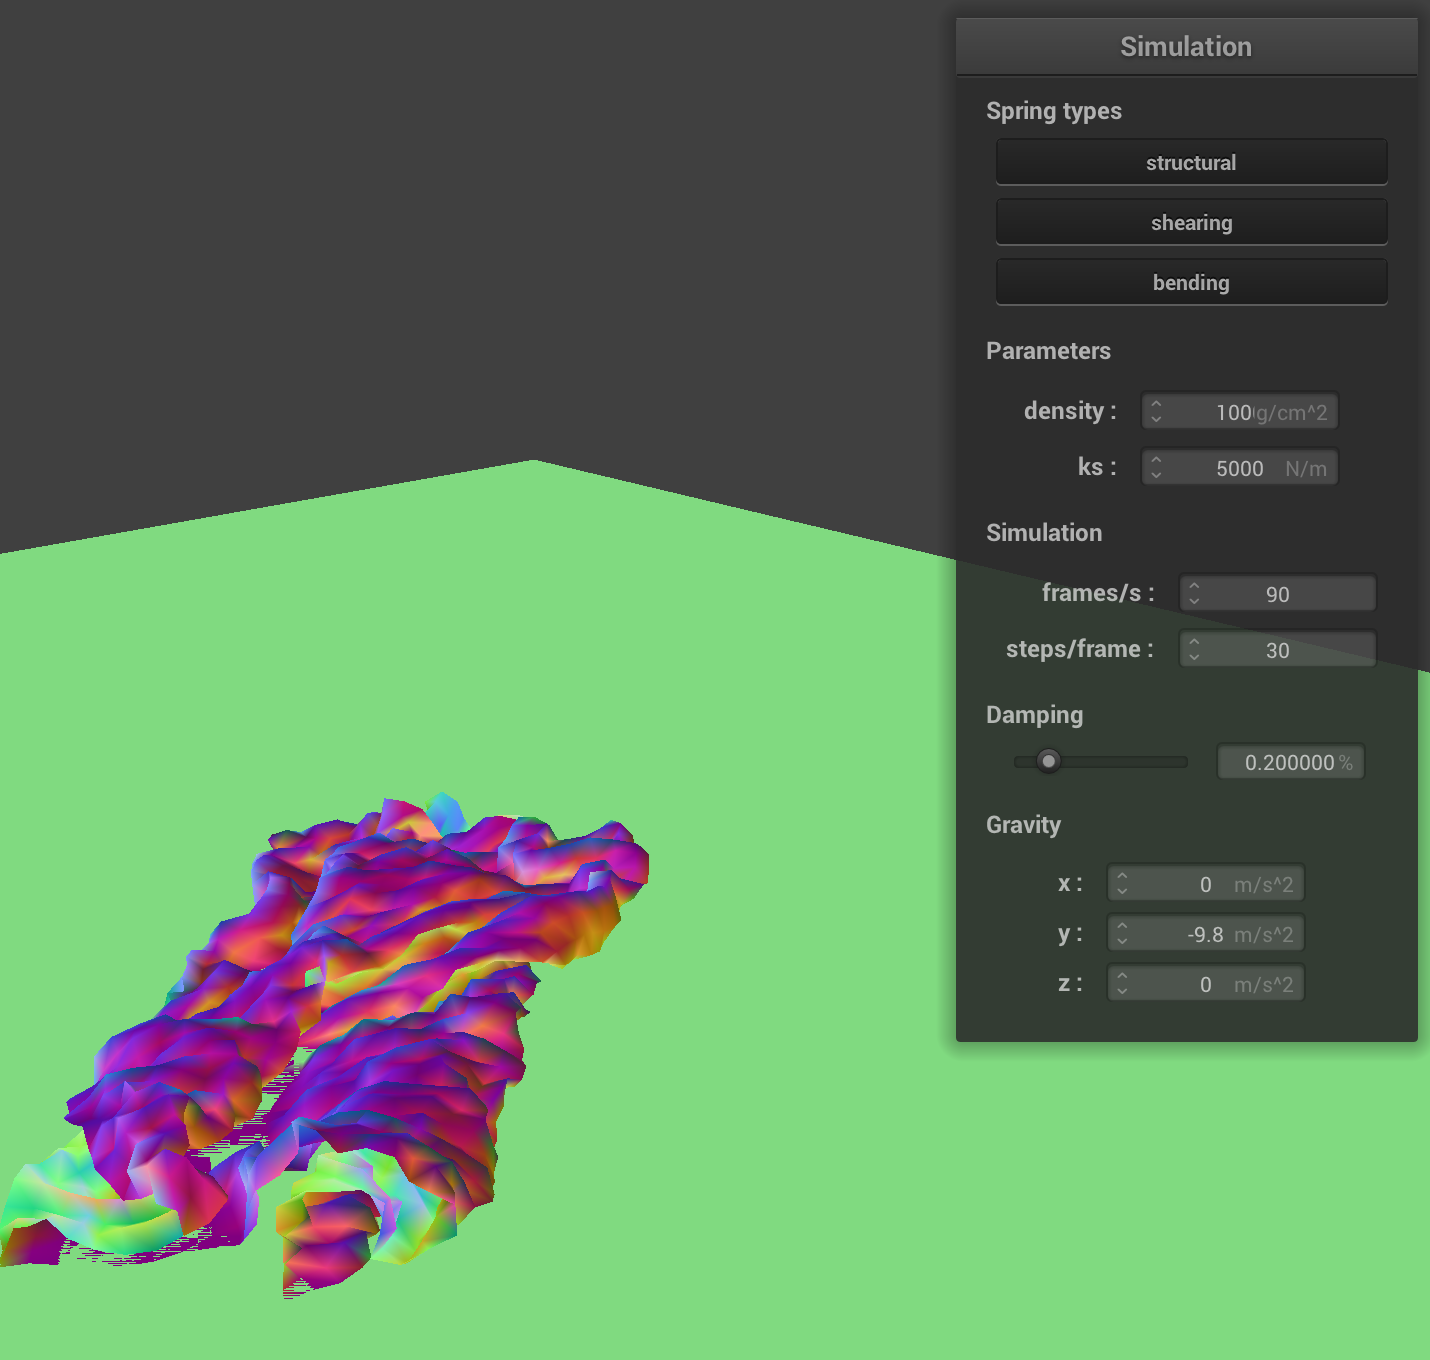 Simulation
Spring types
structural
shearing
bending
Parameters
density : 100 g/cm^2
ks : 5000 N/m
Simulation
frames/s : 90
steps/frame : 30
Damping
0.200000 %
Gravity
x : 0 m/s^2
y : -9.8 m/s^2
z : 0 m/s^2